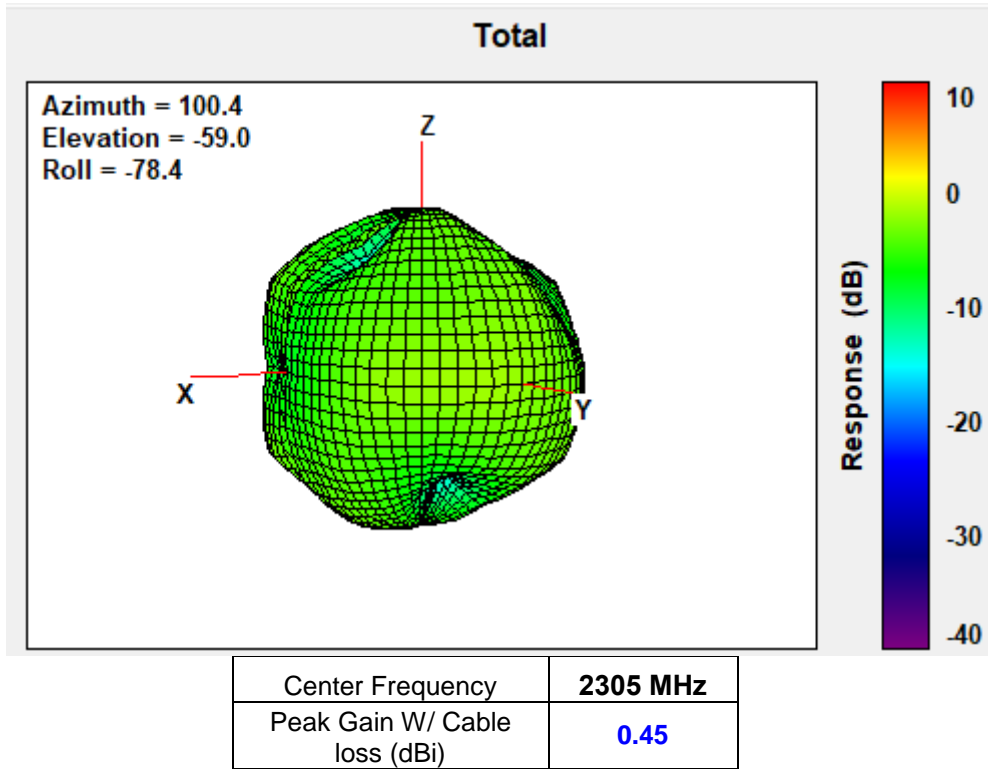 Total
Azimuth = 100.4
Elevation = -59.0
Roll = -78.4
Z
X
Y
10
0
-10
-20
-30
-40
Response (dB)
Center Frequency 2305 MHz
Peak Gain W/ Cable
loss (dBi) 0.45